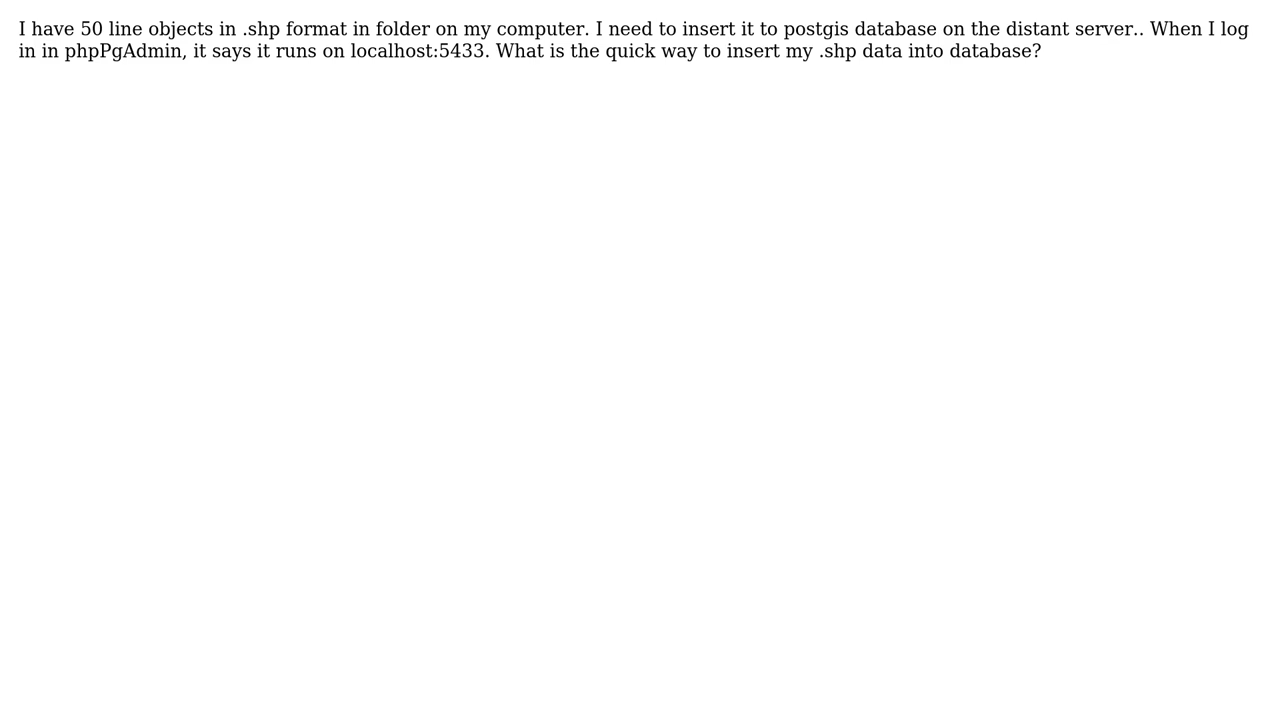 I have 50 line objects in .shp format in folder on my computer. I need to insert it to postgis database on the distant server.. When I log
in in phpPgAdmin, it says it runs on localhost:5433. What is the quick way to insert my .shp data into database?